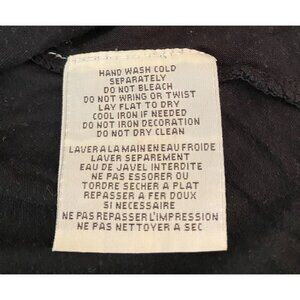 HAND WASH COLD
SEPARATELY
DO NOT BLEACH
DO NOT WRING OR TWIST
LAY FLAT TO DRY
COOL IRON IF NEEDED
DO NOT IRON DECORATION
DO NOT DRY CLEAN
LAVER A LA MAIN EN EAU FROIDE
LAVER SEPAREMENT
EAU DE JAVEL INTERDITE
NE PAS ESSORER OU
TORDRE SECHER A PLAT
REPASSER A FER DOUX
SI NECESSAIRE
NE PAS REPASSER L'IMPRESSION
NE PAS NETTOYER A SEC